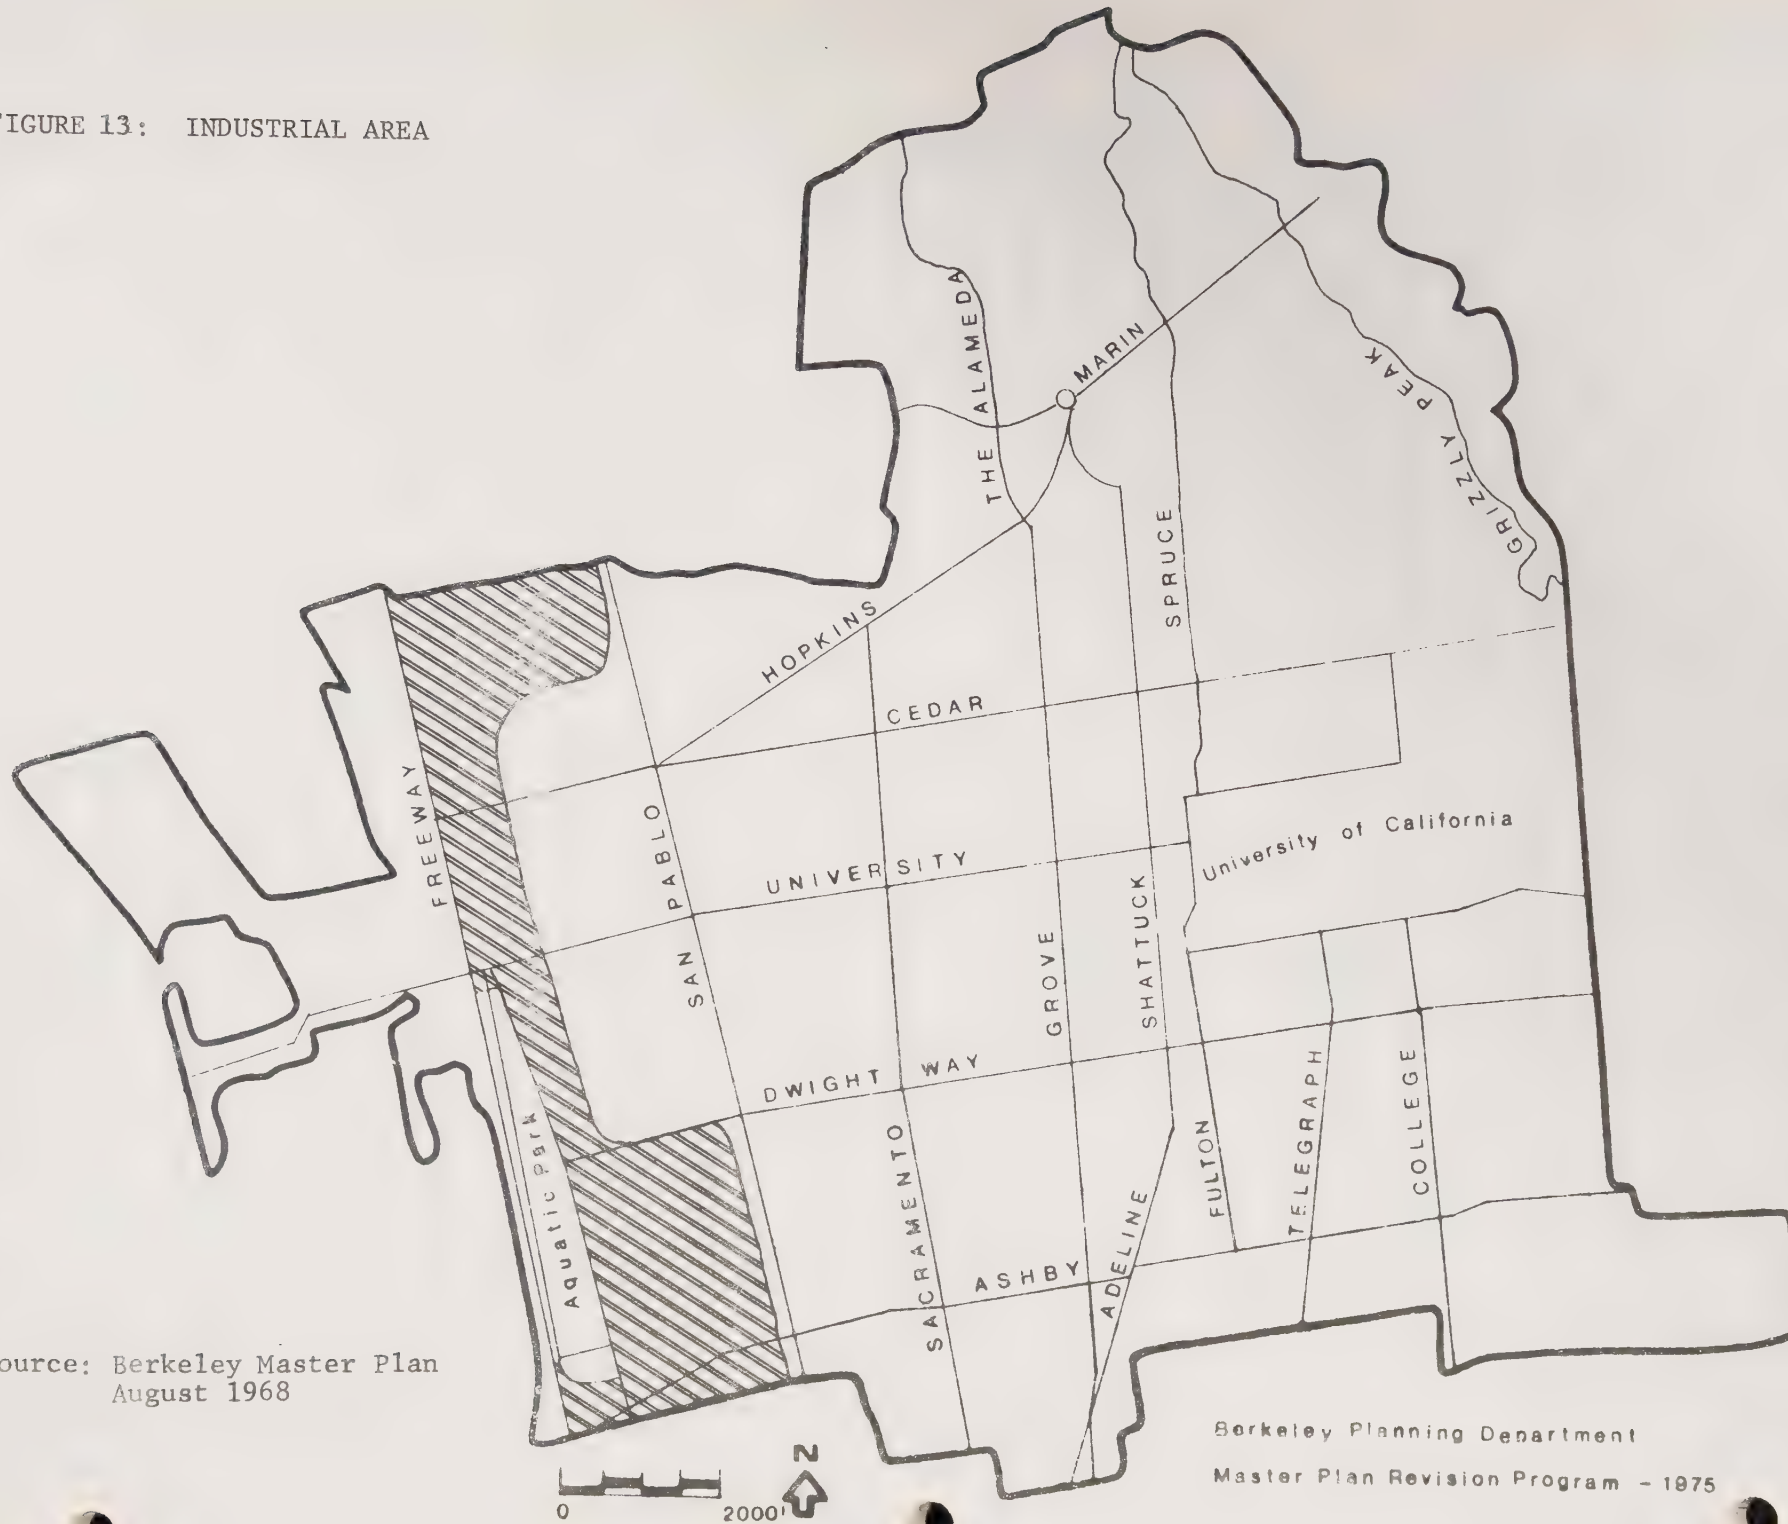 FIGURE 13: INDUSTRIAL AREA
THE ALAMEDA
MARIN
GRIZZLY PEAK
SPRUCE
HOPKINS
CEDAR
FREEWAY
SAN PABLO
UNIVERSITY
University of California
GROVE
SHATTUCK
DWIGHT WAY
Aquatic Park
SACRAMENTO
FULTON
TELEGRAPH
COLLEGE
ADELINE
ASHBY
ource: Berkeley Master Plan
August 1968
N
0 2000'
Berkeley Planning Department
Master Plan Revision Program - 1975